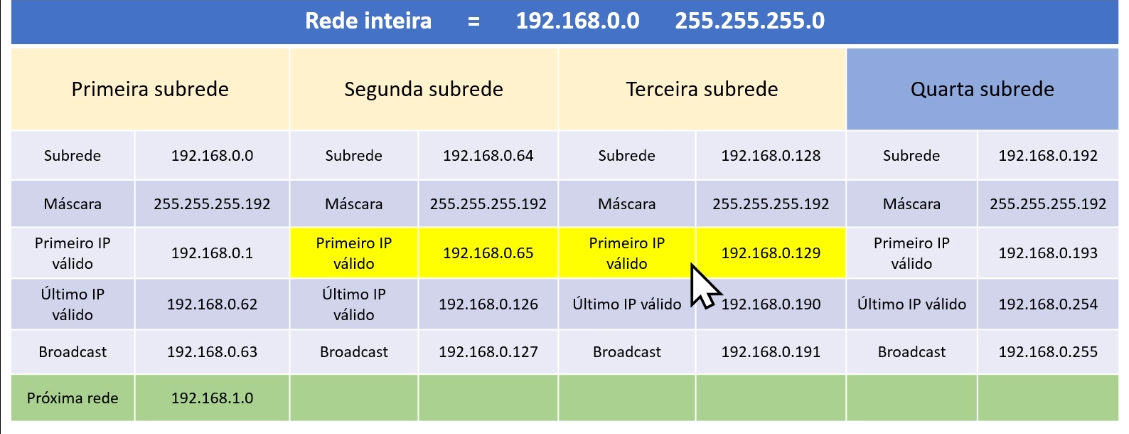 Rede inteira = 192.168.0.0 255.255.255.0
Primeira subrede Segunda subrede Terceira subrede Quarta subrede
Subrede 192.168.0.0 Subrede 192.168.0.64 Subrede 192.168.0.128 Subrede 192.168.0.192
Máscara 255.255.255.192 Máscara 255.255.255.192 Máscara 255.255.255.192 Máscara 255.255.255.192
Primeiro IP válido 192.168.0.1 Primeiro IP válido 192.168.0.65 Primeiro IP válido 192.168.0.129 Primeiro IP válido 192.168.0.193
Último IP válido 192.168.0.62 Último IP válido 192.168.0.126 Último IP válido 192.168.0.190 Último IP válido 192.168.0.254
Broadcast 192.168.0.63 Broadcast 192.168.0.127 Broadcast 192.168.0.191 Broadcast 192.168.0.255
Próxima rede 192.168.1.0